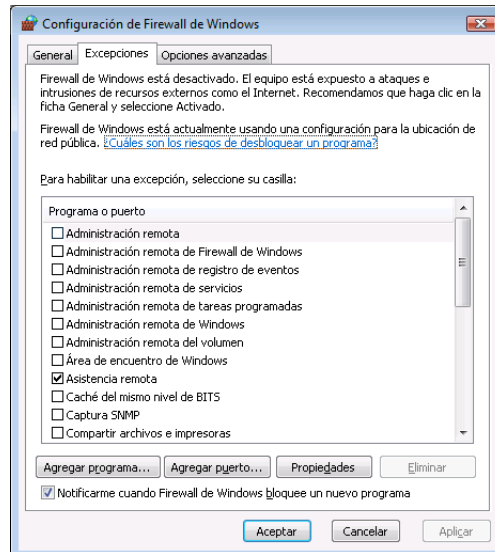 Configuración de Firewall de Windows
General Excepciones Opciones avanzadas
Firewall de Windows está desactivado. El equipo está expuesto a ataques e
intrusiones de recursos externos como el Internet. Recomendamos que haga clic en la
ficha General y seleccione Activado.
Firewall de Windows está actualmente usando una configuración para la ubicación de
red pública. ¿Cuáles son los riesgos de desbloquear un programa?
Para habilitar una excepción, seleccione su casilla:
Programa o puerto
Administración remota
Administración remota de Firewall de Windows
Administración remota de registro de eventos
Administración remota de servicios
Administración remota de tareas programadas
Administración remota de Windows
Administración remota del volumen
Área de encuentro de Windows
Asistencia remota
Caché del mismo nivel de BITS
Captura SNMP
Compartir archivos e impresoras
Agregar programa... Agregar puerto... Propiedades Eliminar
Notificarme cuando Firewall de Windows bloquee un nuevo programa
Aceptar Cancelar Aplicar